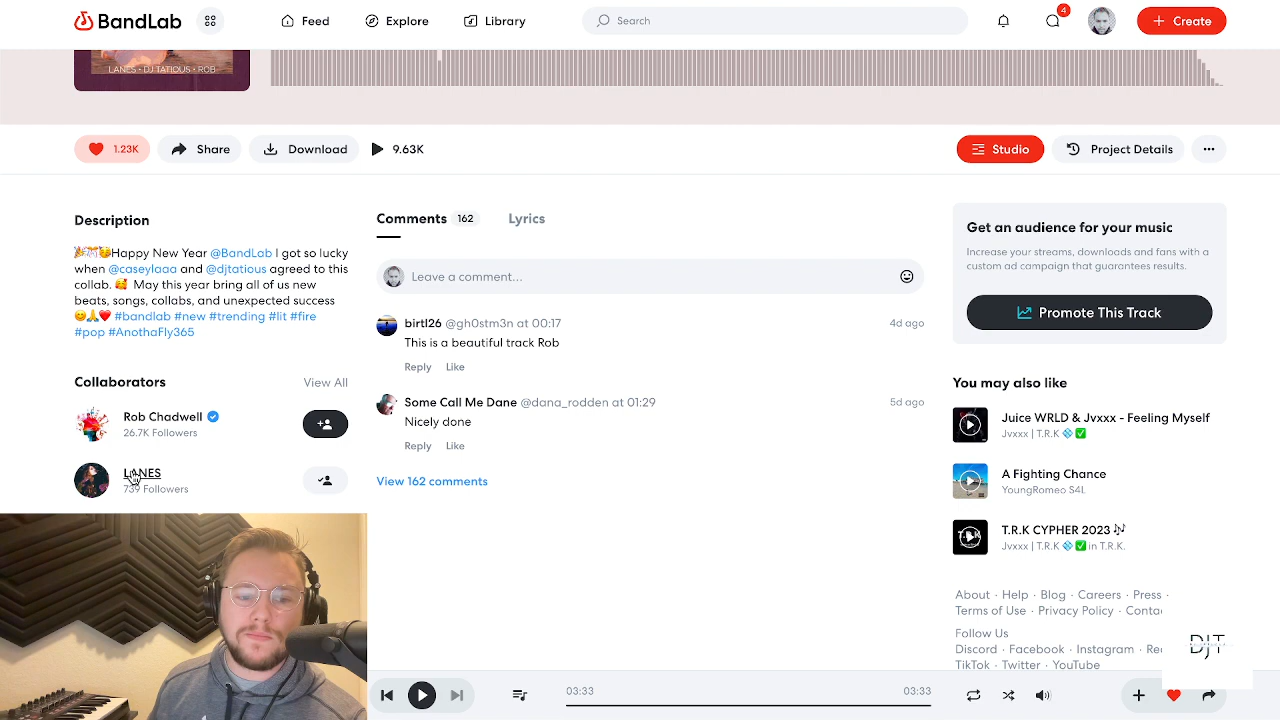 BandLab
Feed
Explore
Library
Search
4
Create
LANES • DJ TATIOUS • ROB
1.23K
Share
Download
9.63K
Studio
Project Details
Description
🎉🎊🥳Happy New Year @BandLab I got so lucky
when @caseylaaa and @djtatious agreed to this
collab. 🥰 May this year bring all of us new
beats, songs, collabs, and unexpected success
😊🙏❤️ #bandlab #new #trending #lit #fire
#pop #AnothaFly365
Collaborators
View All
Rob Chadwell
26.7K Followers
LANES
739 Followers
Comments 162
Lyrics
Leave a comment...
birtl26 @gh0stm3n at 00:17
4d ago
This is a beautiful track Rob
Reply Like
Some Call Me Dane @dana_rodden at 01:29
5d ago
Nicely done
Reply Like
View 162 comments
Get an audience for your music
Increase your streams, downloads and fans with a
custom ad campaign that guarantees results.
Promote This Track
You may also like
Juice WRLD & Jvxxx - Feeling Myself
Jvxxx | T.R.K 💠 ✅
A Fighting Chance
YoungRomeo S4L
T.R.K
T.R.K CYPHER 2023 🎶
Jvxxx | T.R.K 💠 ✅ in T.R.K.
About · Help · Blog · Careers · Press ·
Terms of Use · Privacy Policy · Conta
Follow Us
Discord · Facebook · Instagram · Re
TikTok · Twitter · YouTube
DJT
03:33
03:33